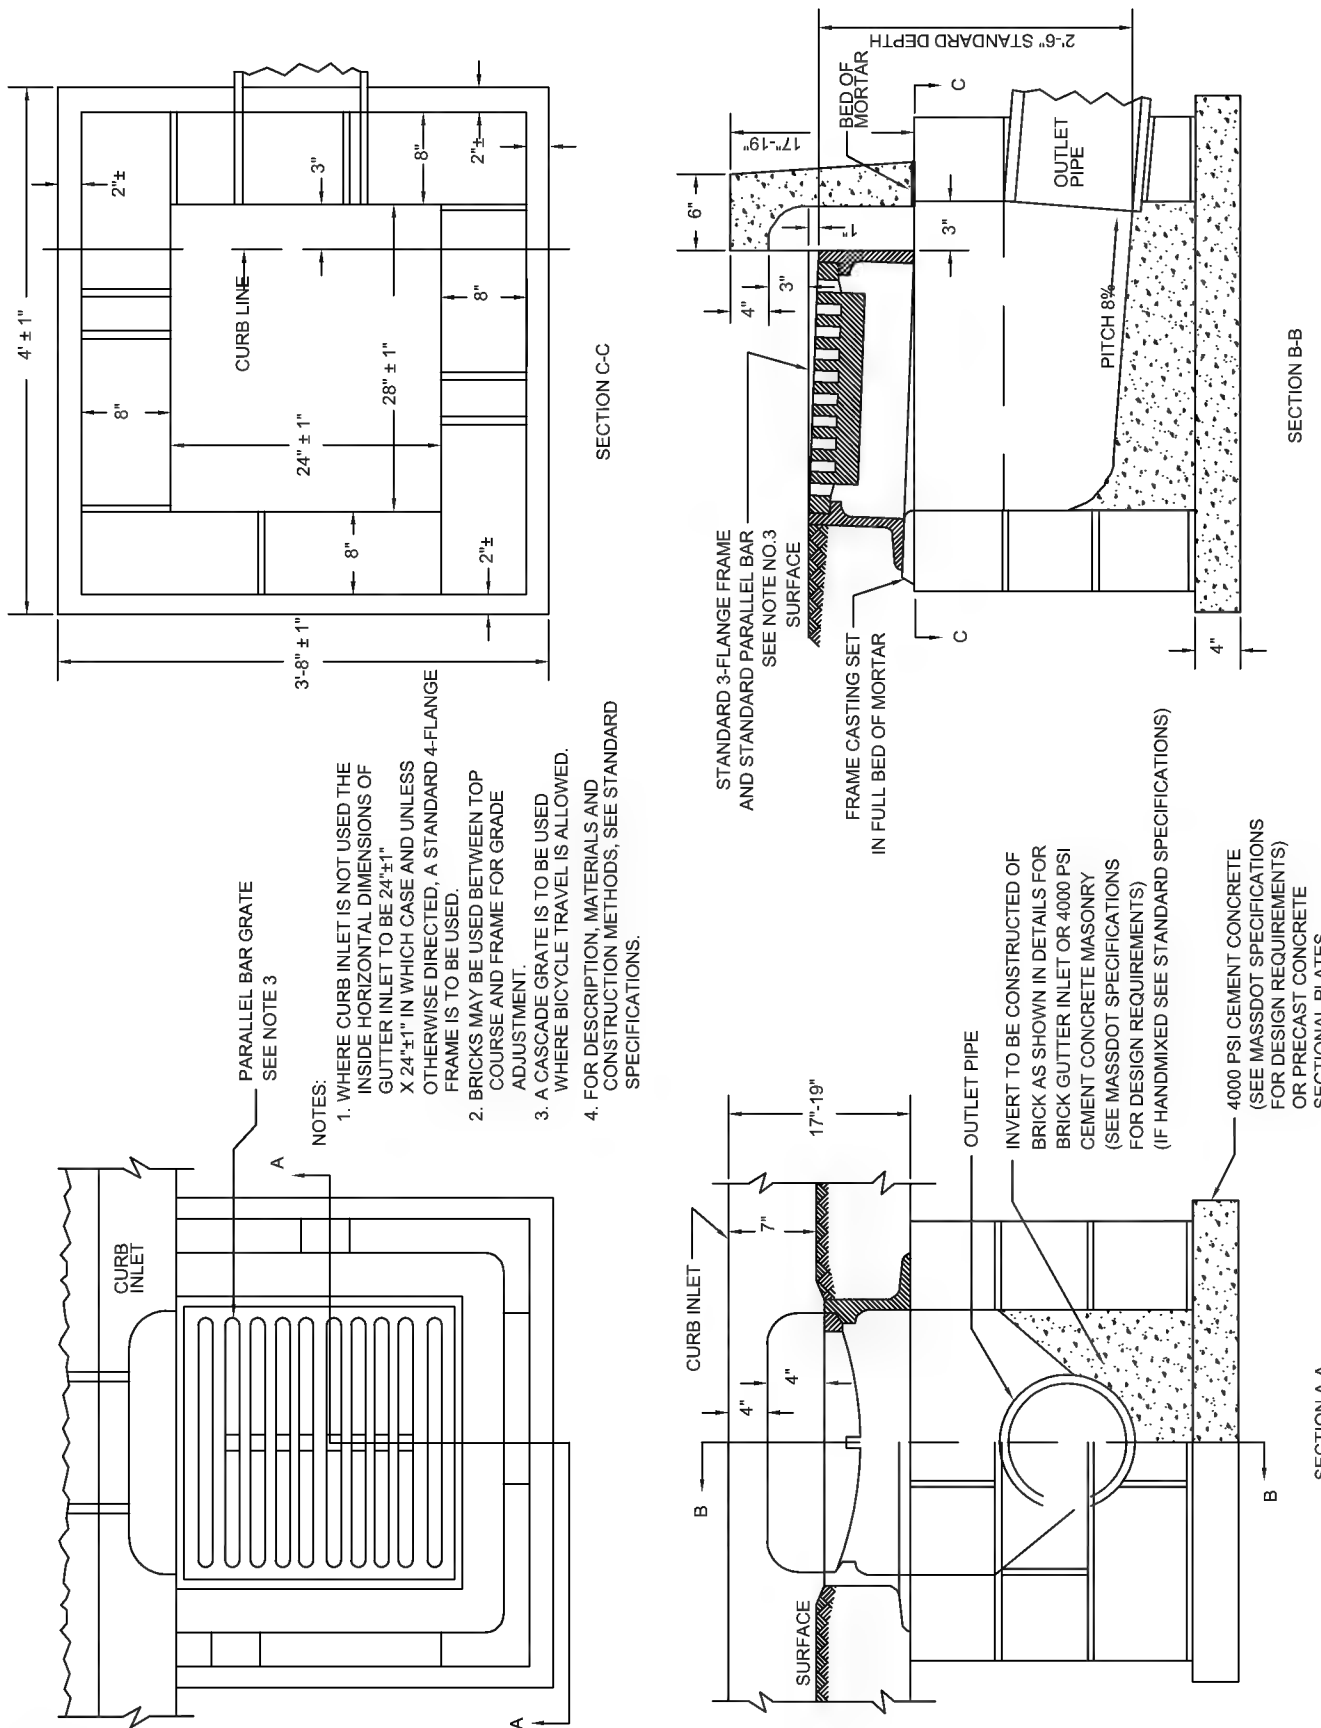 4' ± 1"
2"±
3"
8"
2"±
CURB LINE
8"
8"
28" ± 1"
24" ± 1"
8"
2"±
3'-8" ± 1"
SECTION C-C
PARALLEL BAR GRATE
SEE NOTE 3
CURB
INLET
A
A
NOTES:
1. WHERE CURB INLET IS NOT USED THE
INSIDE HORIZONTAL DIMENSIONS OF
GUTTER INLET TO BE 24"±1"
X 24"±1" IN WHICH CASE AND UNLESS
OTHERWISE DIRECTED, A STANDARD 4-FLANGE
FRAME IS TO BE USED.
2. BRICKS MAY BE USED BETWEEN TOP
COURSE AND FRAME FOR GRADE
ADJUSTMENT.
3. A CASCADE GRATE IS TO BE USED
WHERE BICYCLE TRAVEL IS ALLOWED.
4. FOR DESCRIPTION, MATERIALS AND
CONSTRUCTION METHODS, SEE STANDARD
SPECIFICATIONS.
2'-6" STANDARD DEPTH
BED OF
MORTAR
C
17"-19"
6"
1"
3"
4"
3"
OUTLET
PIPE
PITCH 8%
STANDARD 3-FLANGE FRAME
AND STANDARD PARALLEL BAR
SEE NOTE NO.3
SURFACE
FRAME CASTING SET
IN FULL BED OF MORTAR
C
4"
SECTION B-B
CURB INLET
17"-19"
7"
4"
4"
B
B
SURFACE
OUTLET PIPE
INVERT TO BE CONSTRUCTED OF
BRICK AS SHOWN IN DETAILS FOR
BRICK GUTTER INLET OR 4000 PSI
CEMENT CONCRETE MASONRY
(SEE MASSDOT SPECIFICATIONS
FOR DESIGN REQUIREMENTS)
(IF HANDMIXED SEE STANDARD SPECIFICATIONS)
4000 PSI CEMENT CONCRETE
(SEE MASSDOT SPECIFICATIONS
FOR DESIGN REQUIREMENTS)
OR PRECAST CONCRETE
SECTIONAL PLATES
SECTION A-A